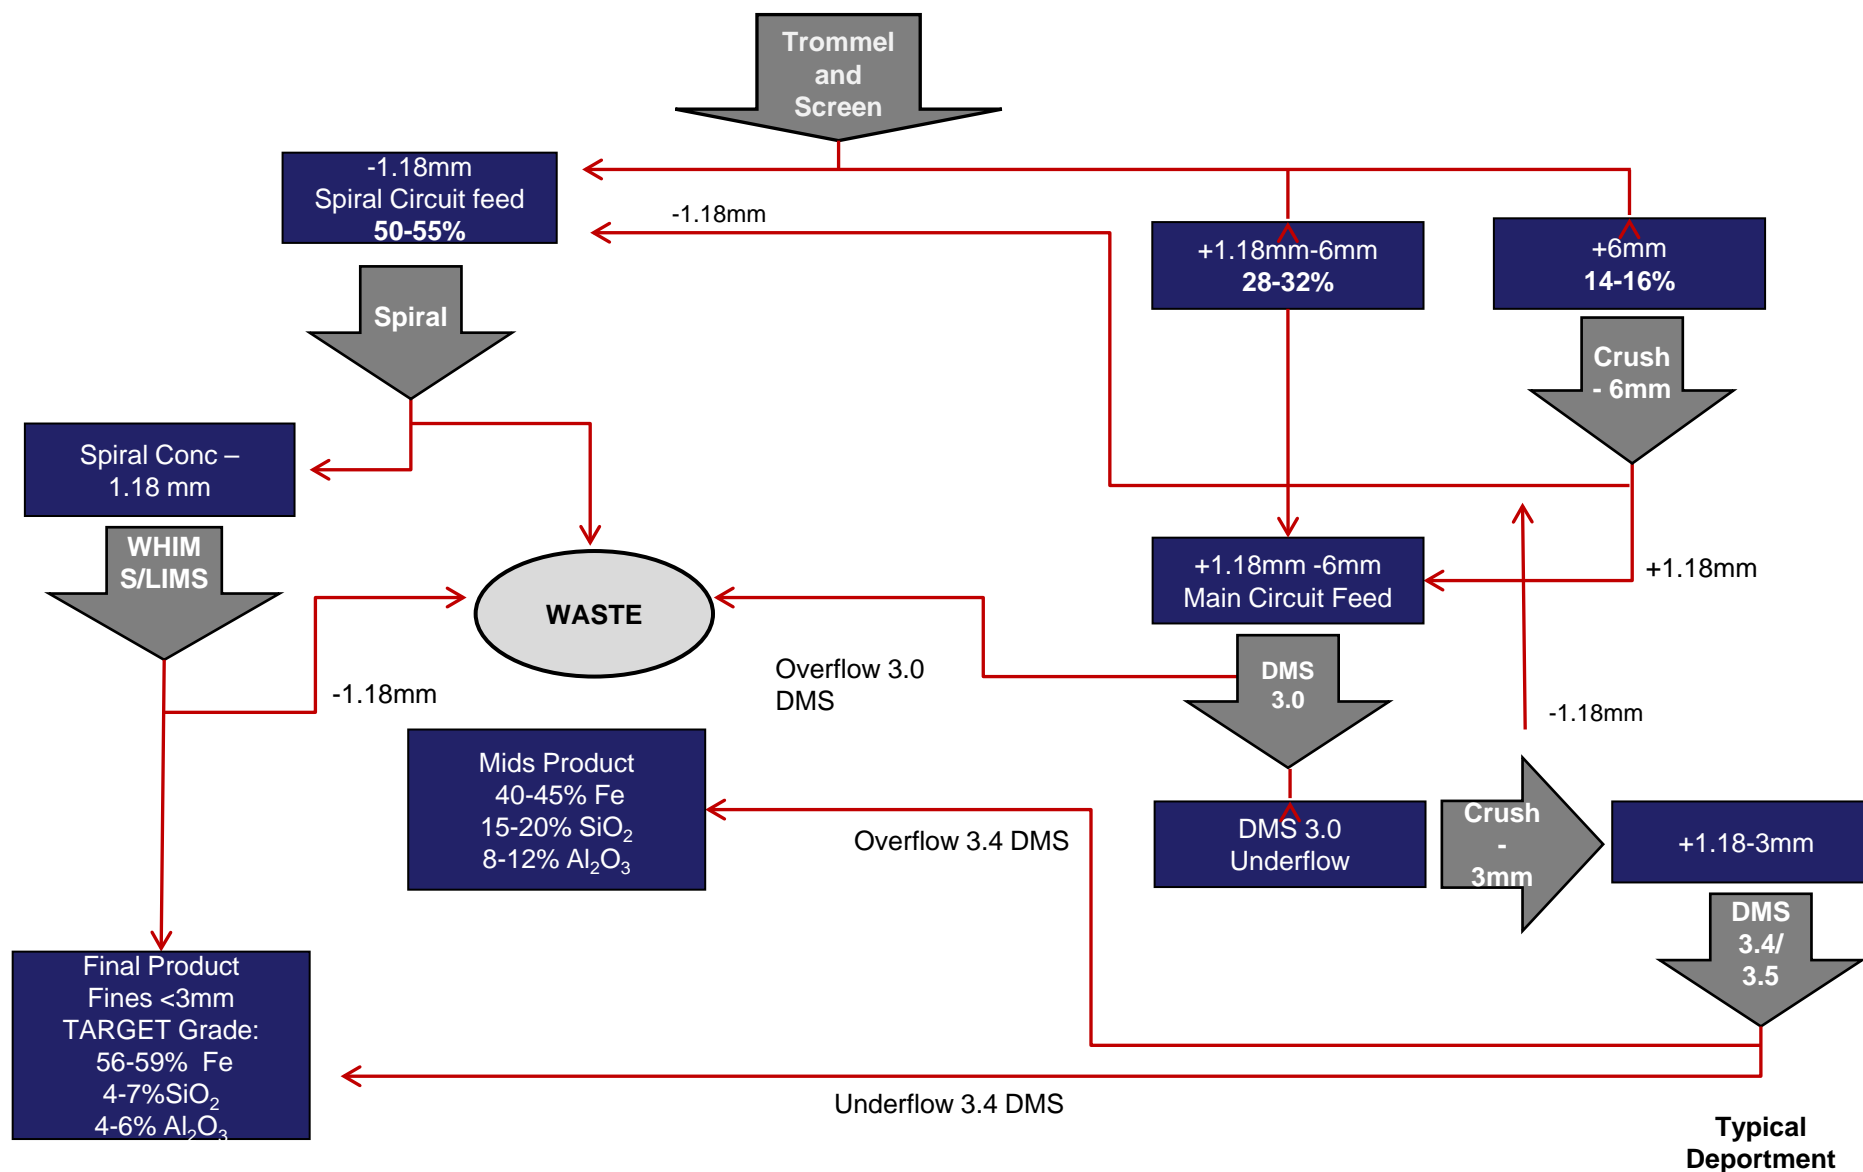 Trommel
and
Screen
-1.18mm
Spiral Circuit feed
50-55%
-1.18mm
+1.18mm-6mm
28-32%
+6mm
14-16%
Spiral
Crush
- 6mm
Spiral Conc –
1.18 mm
WHIM
S/LIMS
WASTE
+1.18mm -6mm
Main Circuit Feed
+1.18mm
Overflow 3.0
DMS
DMS
3.0
-1.18mm
-1.18mm
Mids Product
40-45% Fe
15-20% SiO₂
8-12% Al₂O₃
Overflow 3.4 DMS
DMS 3.0
Underflow
Crush
-
3mm
+1.18-3mm
DMS
3.4/
3.5
Final Product
Fines <3mm
TARGET Grade:
56-59%  Fe
4-7%SiO₂
4-6% Al₂O₃
Underflow 3.4 DMS
Typical
Deportment